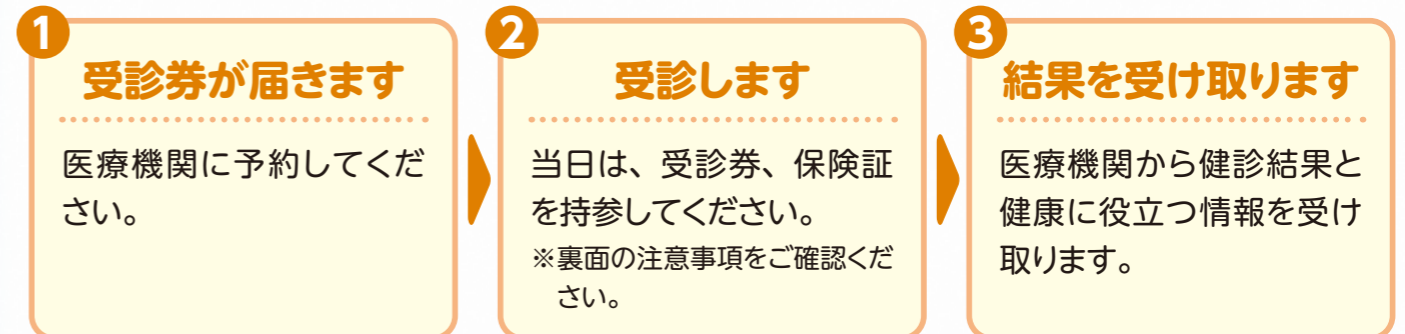 1
受診券が届きます
医療機関に予約してくだ
さい。
2
受診します
当日は、受診券、保険証
を持参してください。
※裏面の注意事項をご確認くだ
さい。
3
結果を受け取ります
医療機関から健診結果と
健康に役立つ情報を受け
取ります。